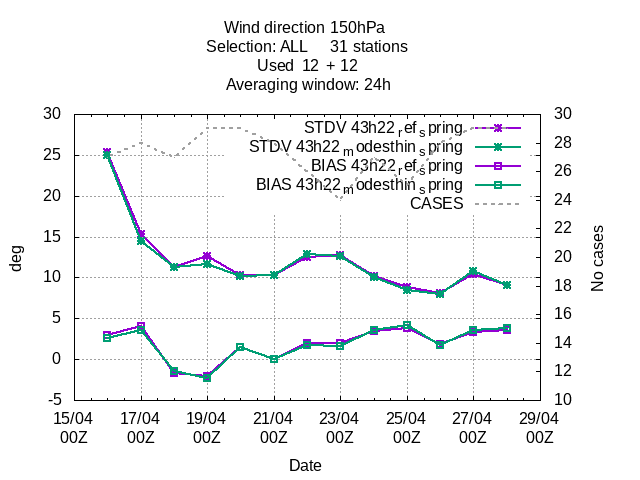 Wind direction 150hPa
Selection: ALL 31 stations
Used 12 + 12
Averaging window: 24h
STDV 43h22_ref_spring
STDV 43h22_modesthin_spring
BIAS 43h22_ref_spring
BIAS 43h22_modesthin_spring
CASES
30
25
20
15
10
5
0
-5
deg
30
28
26
24
22
20
18
16
14
12
10
No cases
15/04 17/04 19/04 21/04 23/04 25/04 27/04 29/04
00Z 00Z 00Z 00Z 00Z 00Z 00Z 00Z
Date